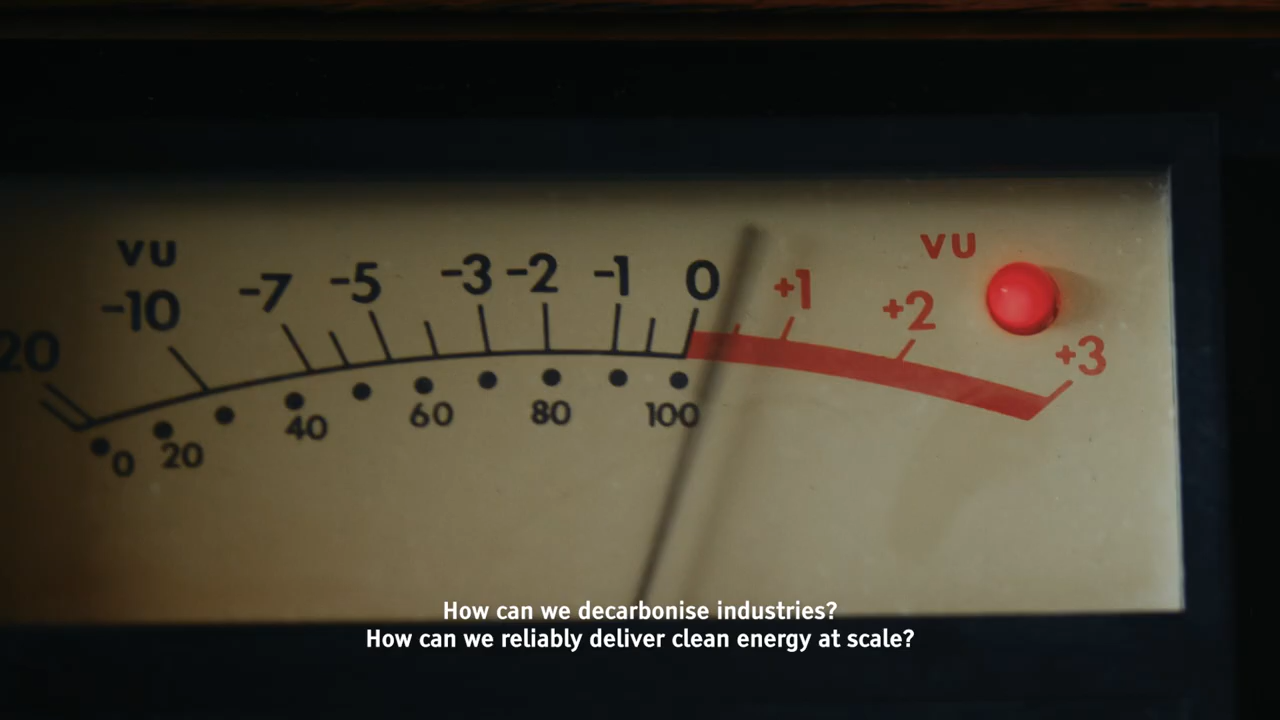 vu
vu
-10 -7 -5 -3 -2 -1 0 +1 +2 +3
20
0 20 40 60 80 100
How can we decarbonise industries?
How can we reliably deliver clean energy at scale?